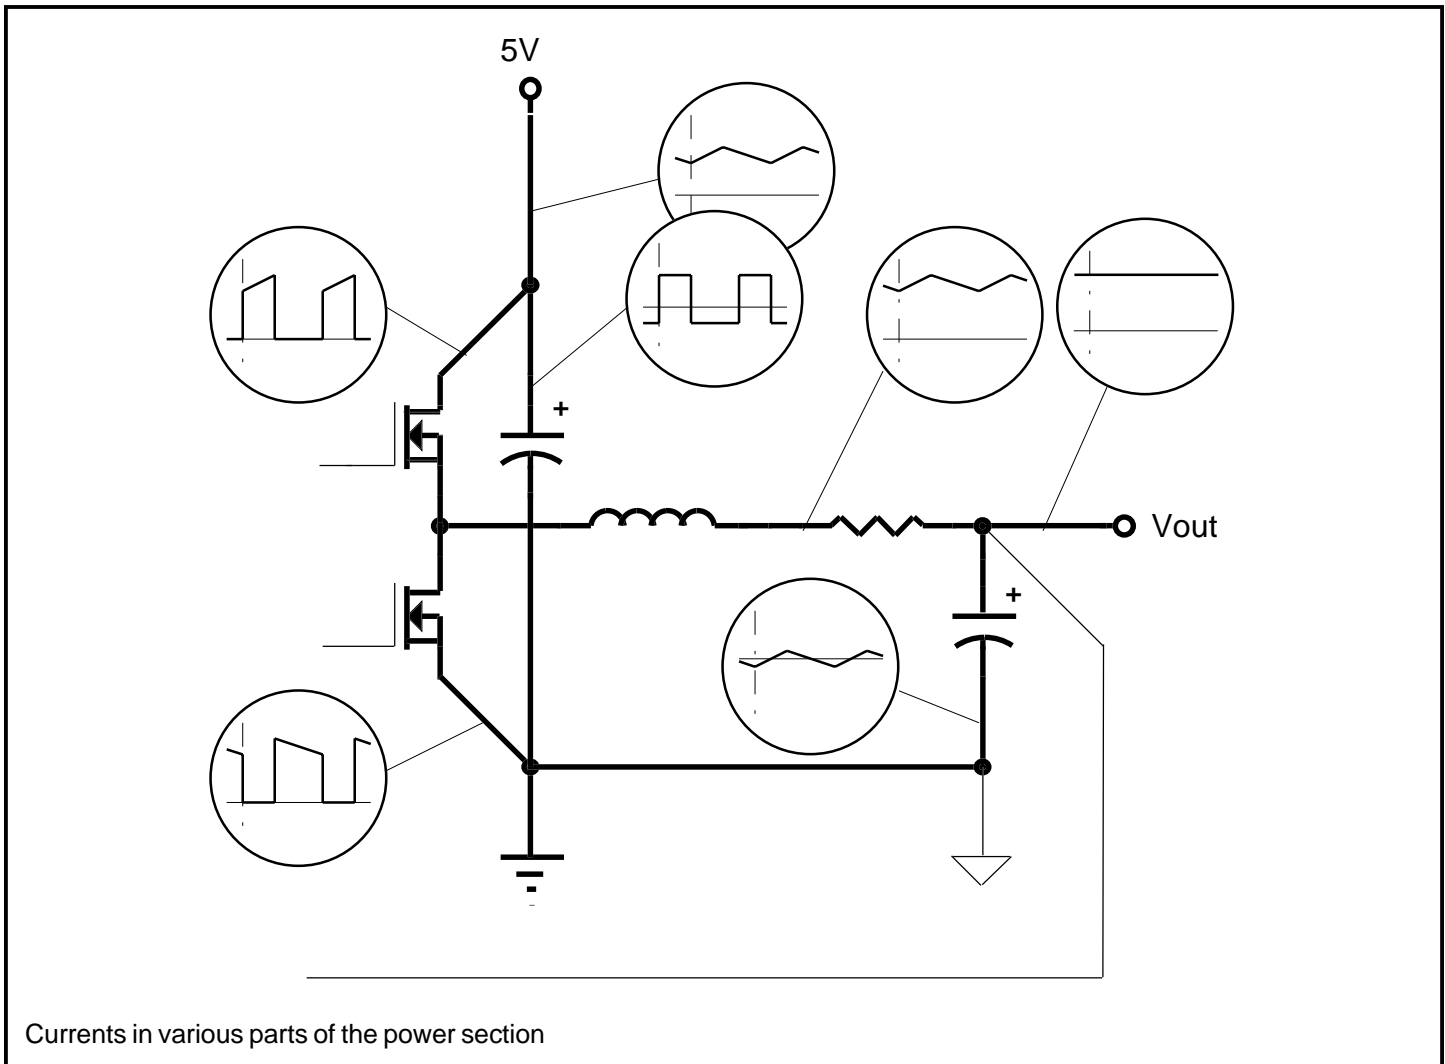 5V
+
Vout
+
Currents in various parts of the power section